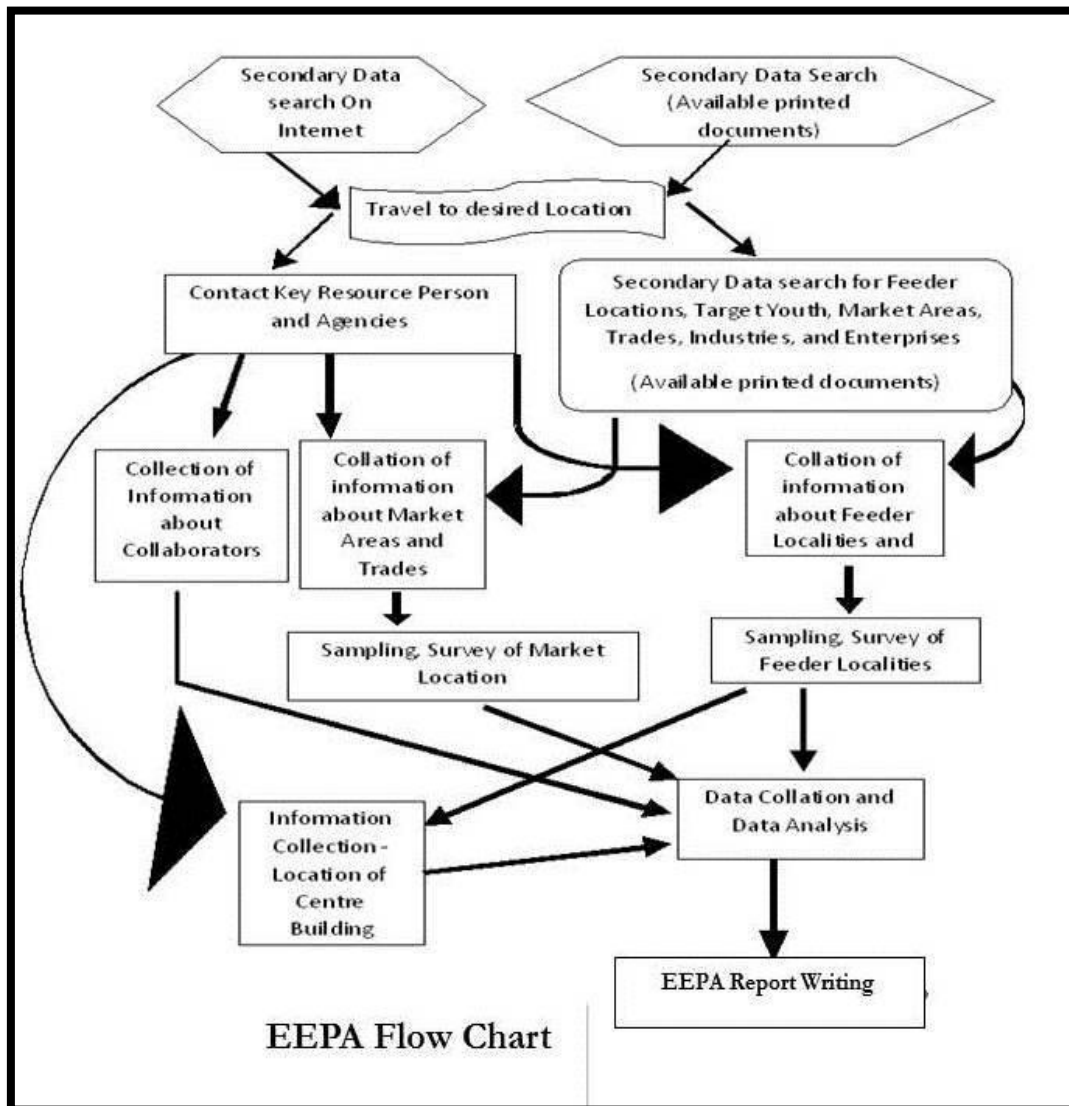 Secondary Data
search On
Internet
Secondary Data Search
(Available printed
documents)
Travel to desired Location
Contact Key Resource Person
and Agencies
Secondary Data search for Feeder
Locations, Target Youth, Market Areas,
Trades, Industries, and Enterprises
(Available printed documents)
Collection of
Information
about
Collaborators
Collation of
information
about Market
Areas and
Trades
Collation of
information
about Feeder
Localities and
Sampling, Survey of Market
Location
Sampling, Survey of
Feeder Localities
Information
Collection -
Location of
Centre
Building
Data Collation and
Data Analysis
EEPA Report Writing
EEPA Flow Chart